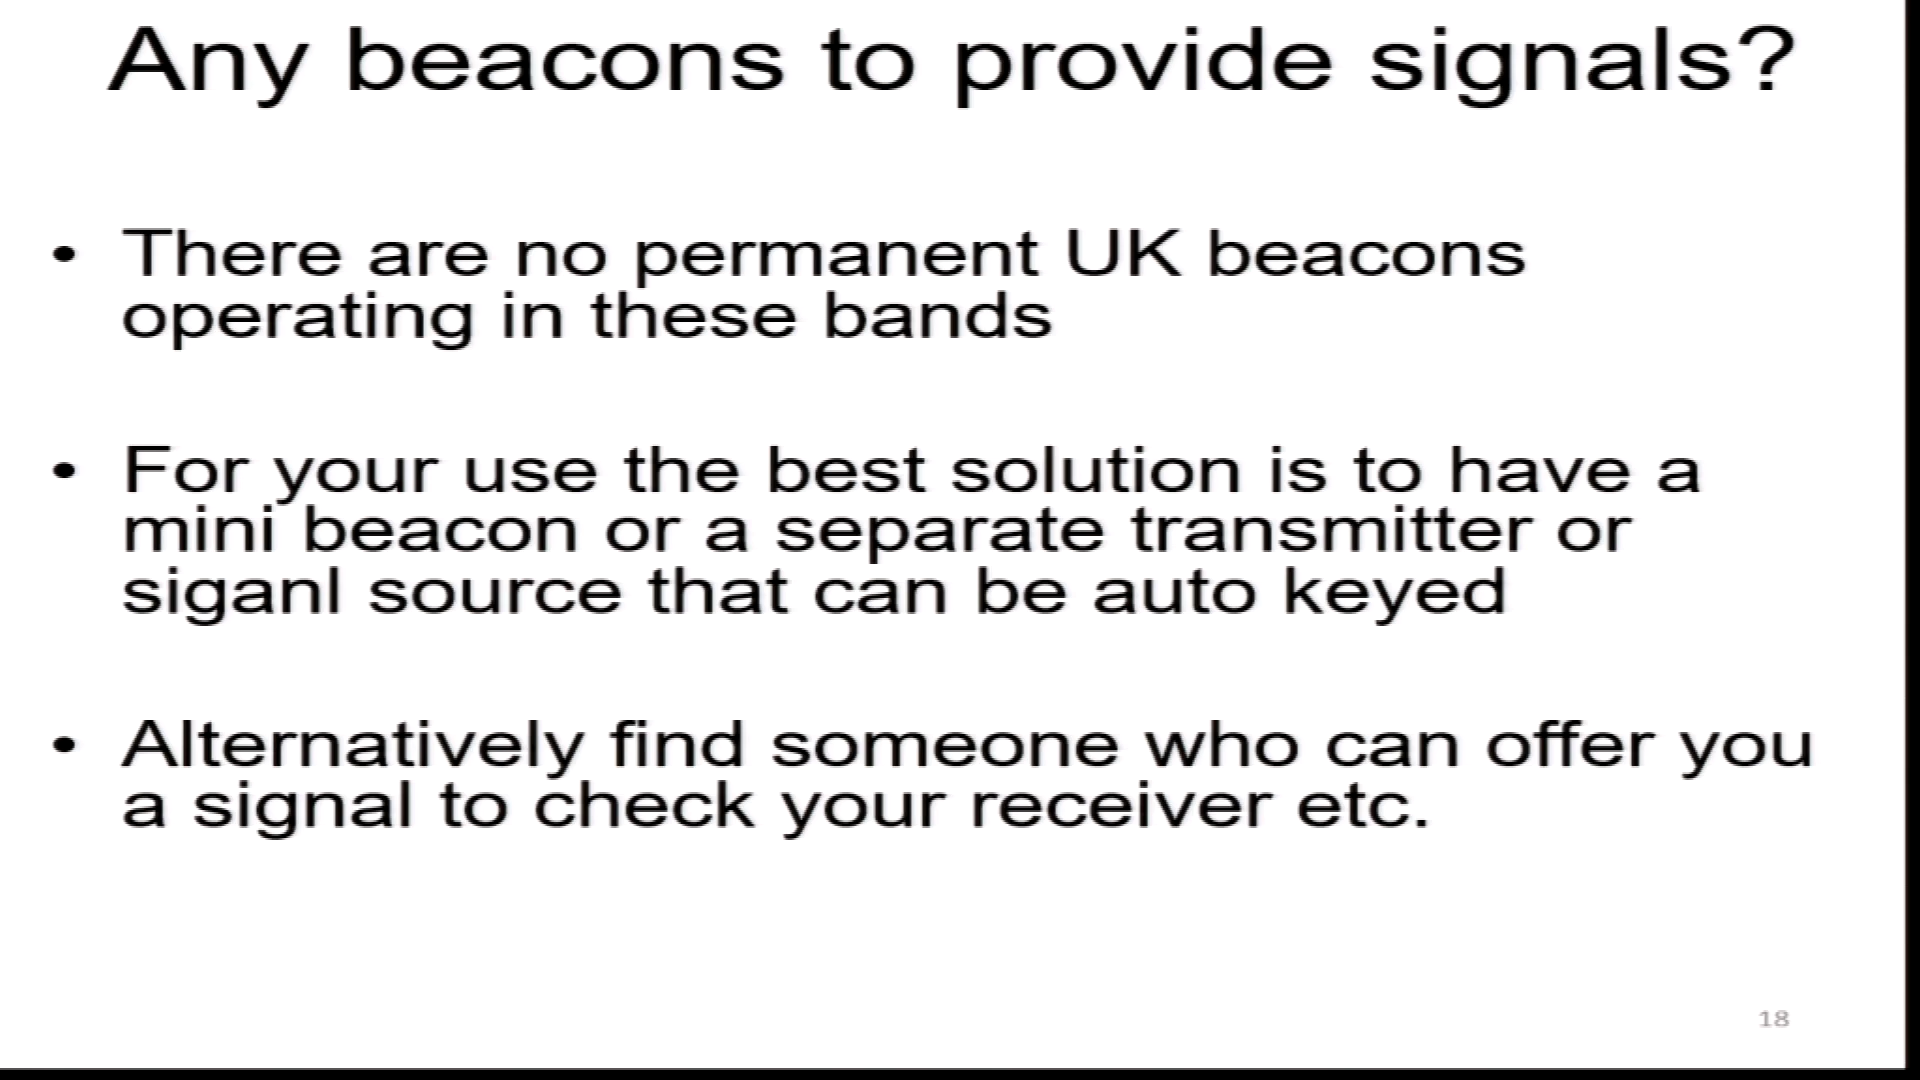 Any beacons to provide signals?
• There are no permanent UK beacons
operating in these bands
• For your use the best solution is to have a
mini beacon or a separate transmitter or
siganl source that can be auto keyed
• Alternatively find someone who can offer you
a signal to check your receiver etc.
18